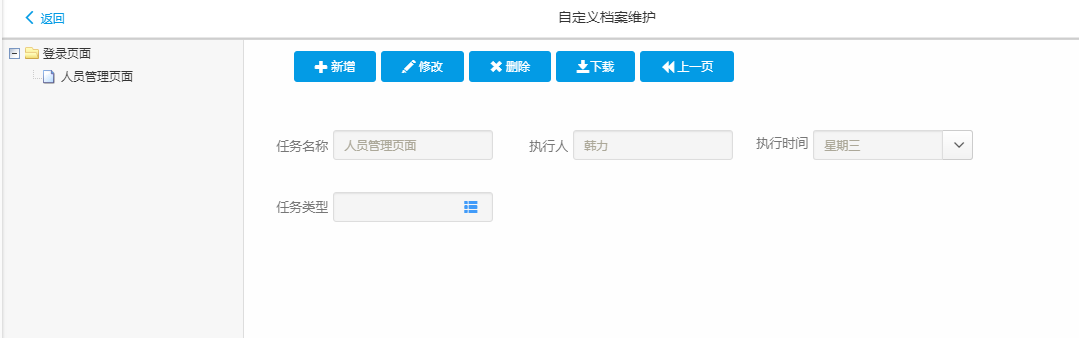 返回
自定义档案维护
登录页面
人员管理页面
新增 修改 删除 下载 上一页
任务名称 人员管理页面 执行人 韩力 执行时间 星期三
任务类型